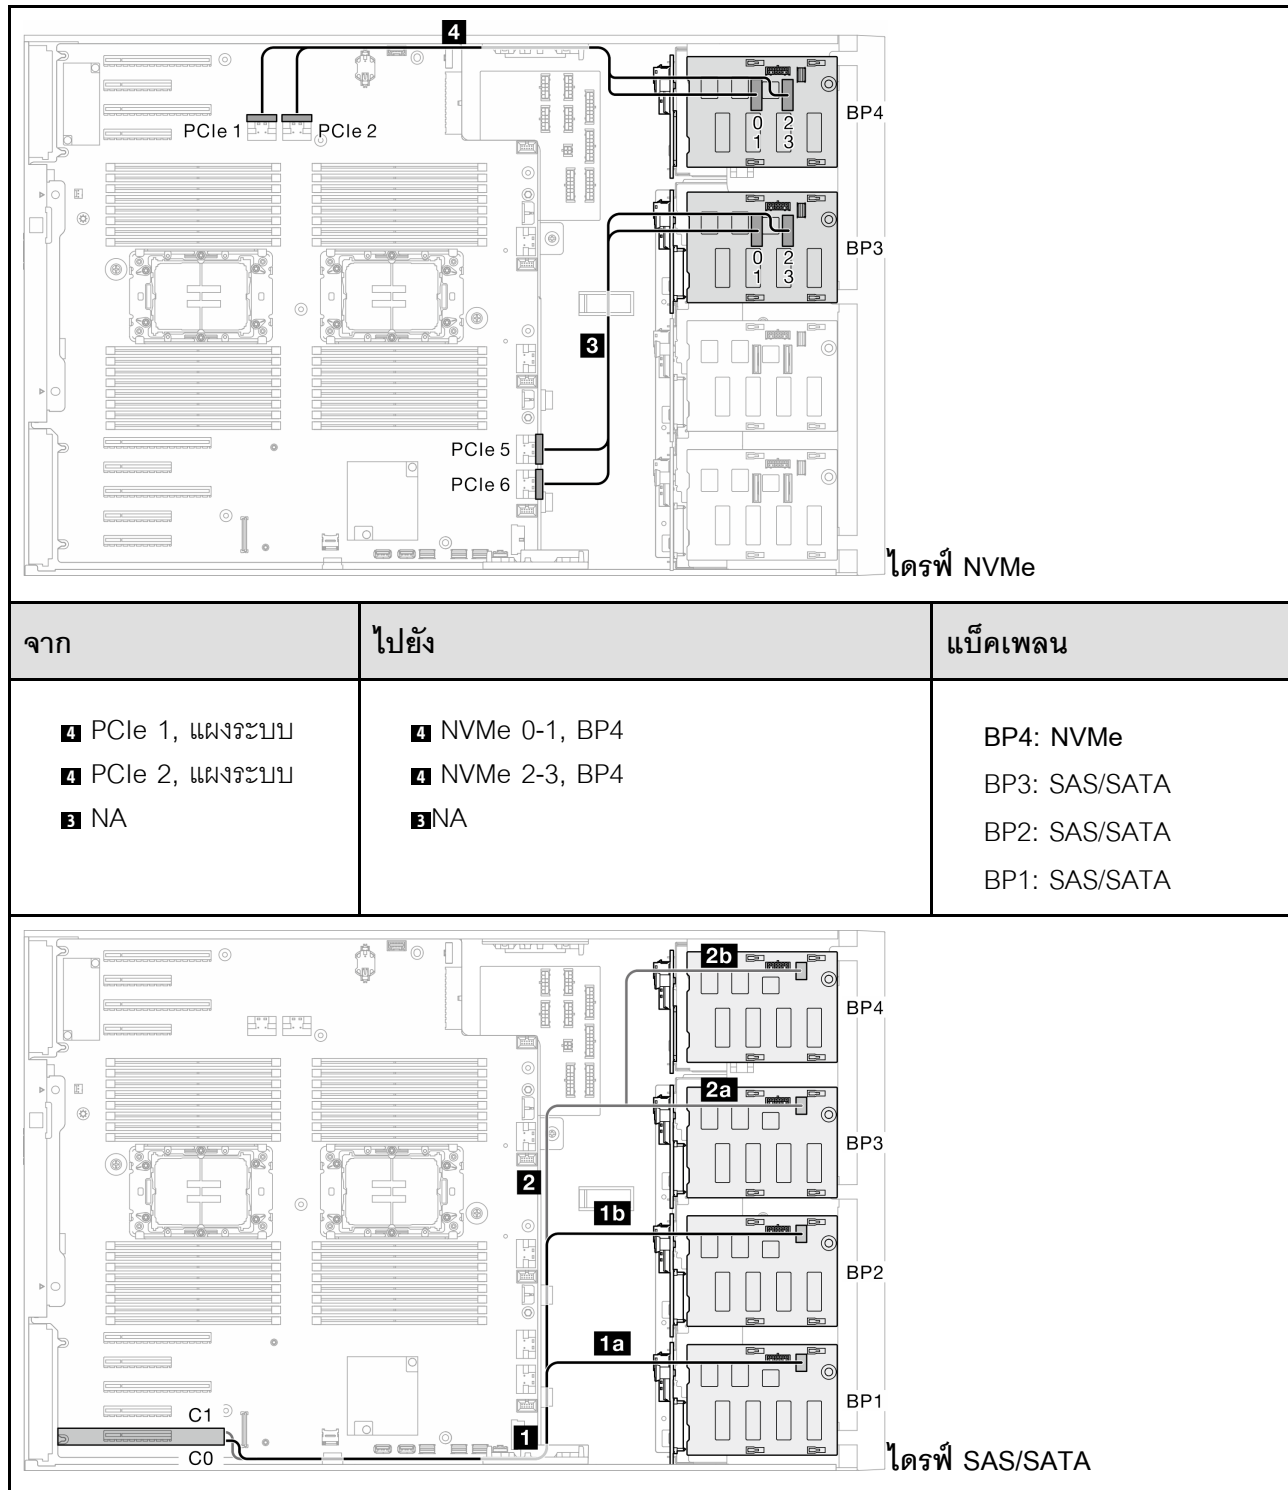 4
PCIe 1
PCIe 2
BP4
0 2
1 3
BP3
0 2
1 3
3
PCIe 5
PCIe 6
ไดรฟ์ NVMe
จาก
ไปยัง
แบ็คเพลน
4 PCIe 1, แผงระบบ
4 PCIe 2, แผงระบบ
3 NA
4 NVMe 0-1, BP4
4 NVMe 2-3, BP4
3 NA
BP4: NVMe
BP3: SAS/SATA
BP2: SAS/SATA
BP1: SAS/SATA
2b
BP4
2a
BP3
2
1b
BP2
1a
BP1
C1
1
C0
ไดรฟ์ SAS/SATA